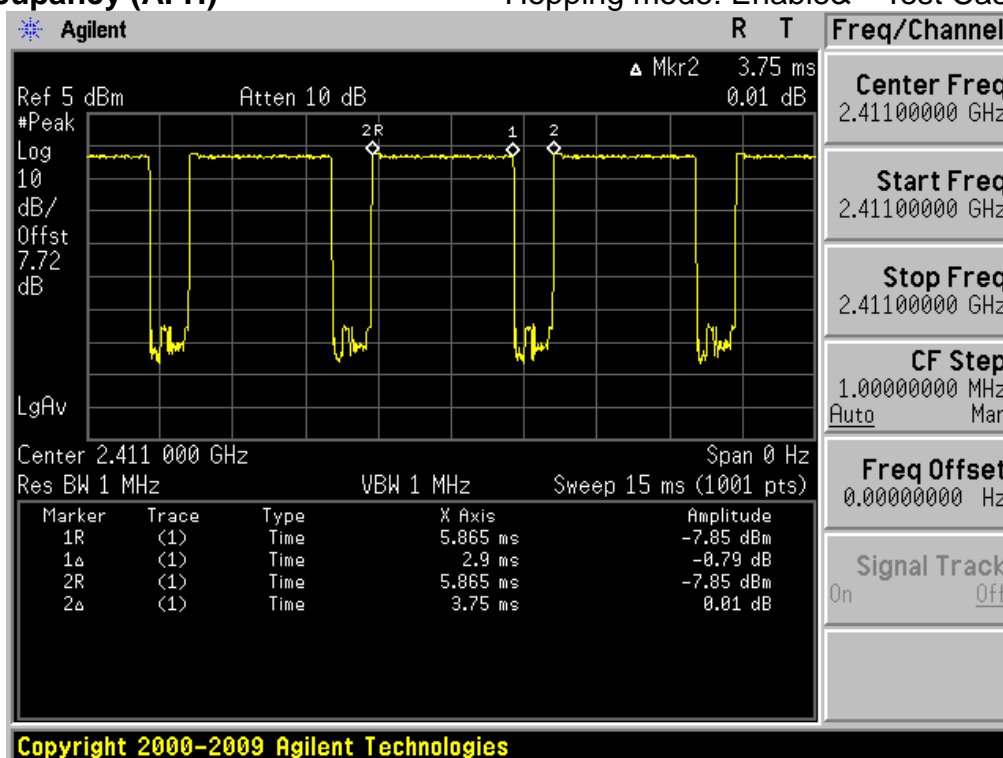 Hopping mode: Enable&
Agilent R T Freq/Channel
Δ Mkr2 3.75 ms
Ref 5 dBm Atten 10 dB 0.01 dB
#Peak
Log
10
dB/
Offst
7.72
dB
LgAv
2R 1 2
Center 2.411 000 GHz Span 0 Hz
Res BW 1 MHz VBW 1 MHz Sweep 15 ms (1001 pts)
Marker Trace Type X Axis Amplitude
1R (1) Time 5.865 ms -7.85 dBm
1Δ (1) Time 2.9 ms -0.79 dB
2R (1) Time 5.865 ms -7.85 dBm
2Δ (1) Time 3.75 ms 0.01 dB
Center Freq
2.41100000 GHz
Start Freq
2.41100000 GHz
Stop Freq
2.41100000 GHz
CF Step
1.00000000 MHz
Auto Man
Freq Offset
0.00000000 Hz
Signal Track
On Off
Copyright 2000-2009 Agilent Technologies